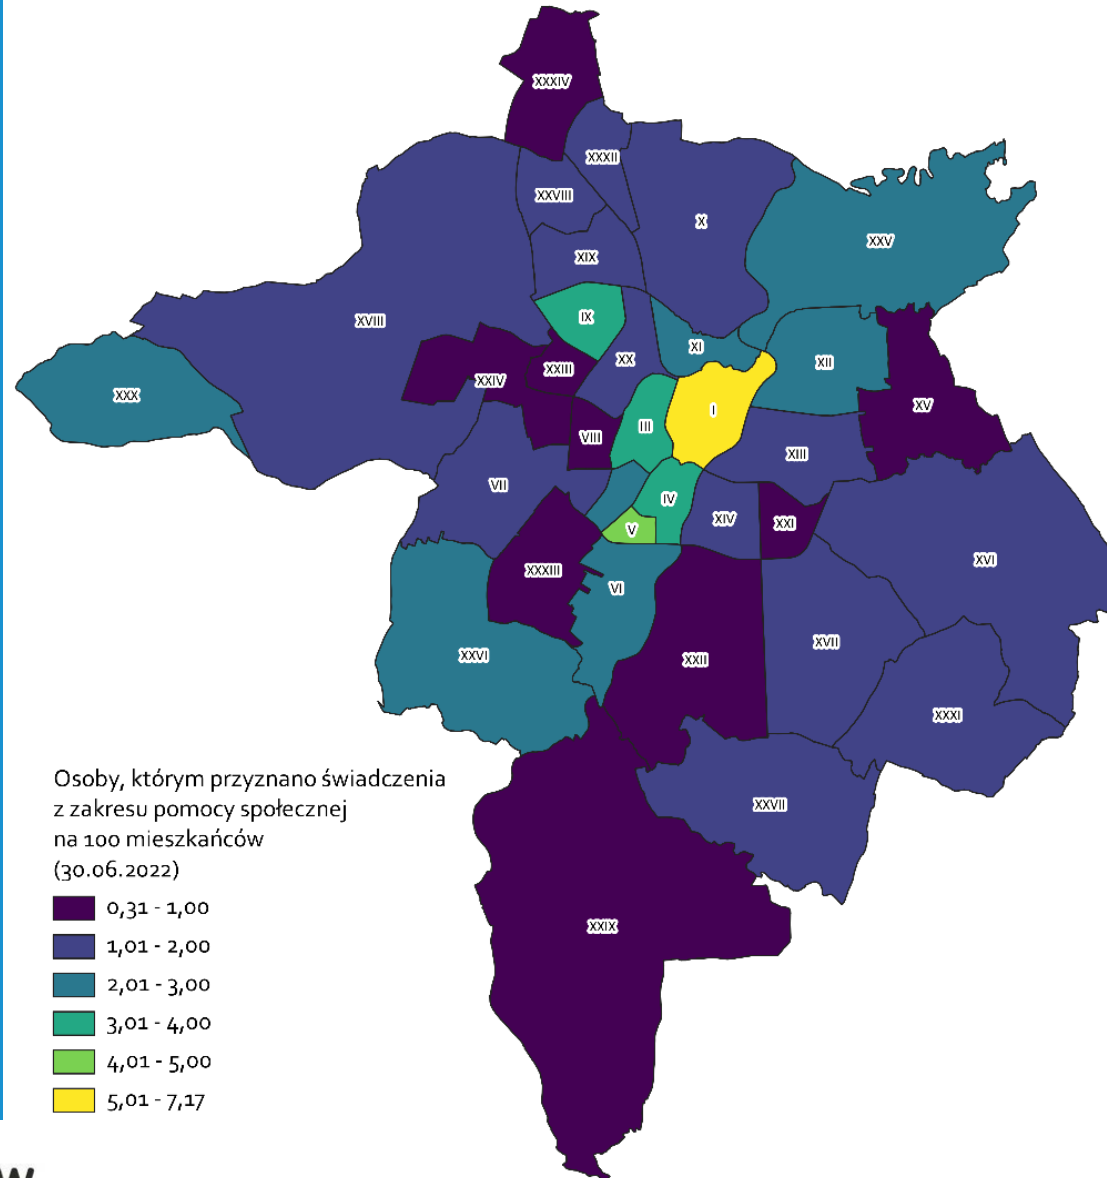 XXXIV
XXXII
XXVIII
X
XXV
XIX
IX
XVIII
XI
XX
XII
XXIII
XXIV
XXX
XV
I
III
VIII
XIII
VII
IV
XIV
XXI
V
XVI
XXXIII
VI
XVII
XXVI
XXII
XXXI
Osoby, którym przyznano świadczenia
z zakresu pomocy społecznej
na 100 mieszkańców
(30.06.2022)
XXVII
0,31 - 1,00
1,01 - 2,00
XXIX
2,01 - 3,00
3,01 - 4,00
4,01 - 5,00
5,01 - 7,17